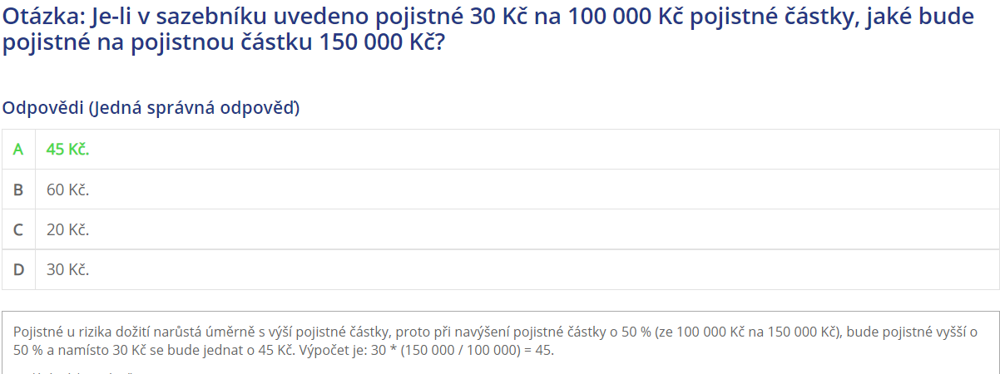 Otázka: Je-li v sazebníku uvedeno pojistné 30 Kč na 100 000 Kč pojistné částky, jaké bude
pojistné na pojistnou částku 150 000 Kč?
Odpovědi (Jedná správná odpověď)
A 45 Kč.
B 60 Kč.
C 20 Kč.
D 30 Kč.
Pojistné u rizika dožití narůstá úměrně s výší pojistné částky, proto při navýšení pojistné částky o 50 % (ze 100 000 Kč na 150 000 Kč), bude pojistné vyšší o
50 % a namísto 30 Kč se bude jednat o 45 Kč. Výpočet je: 30 * (150 000 / 100 000) = 45.